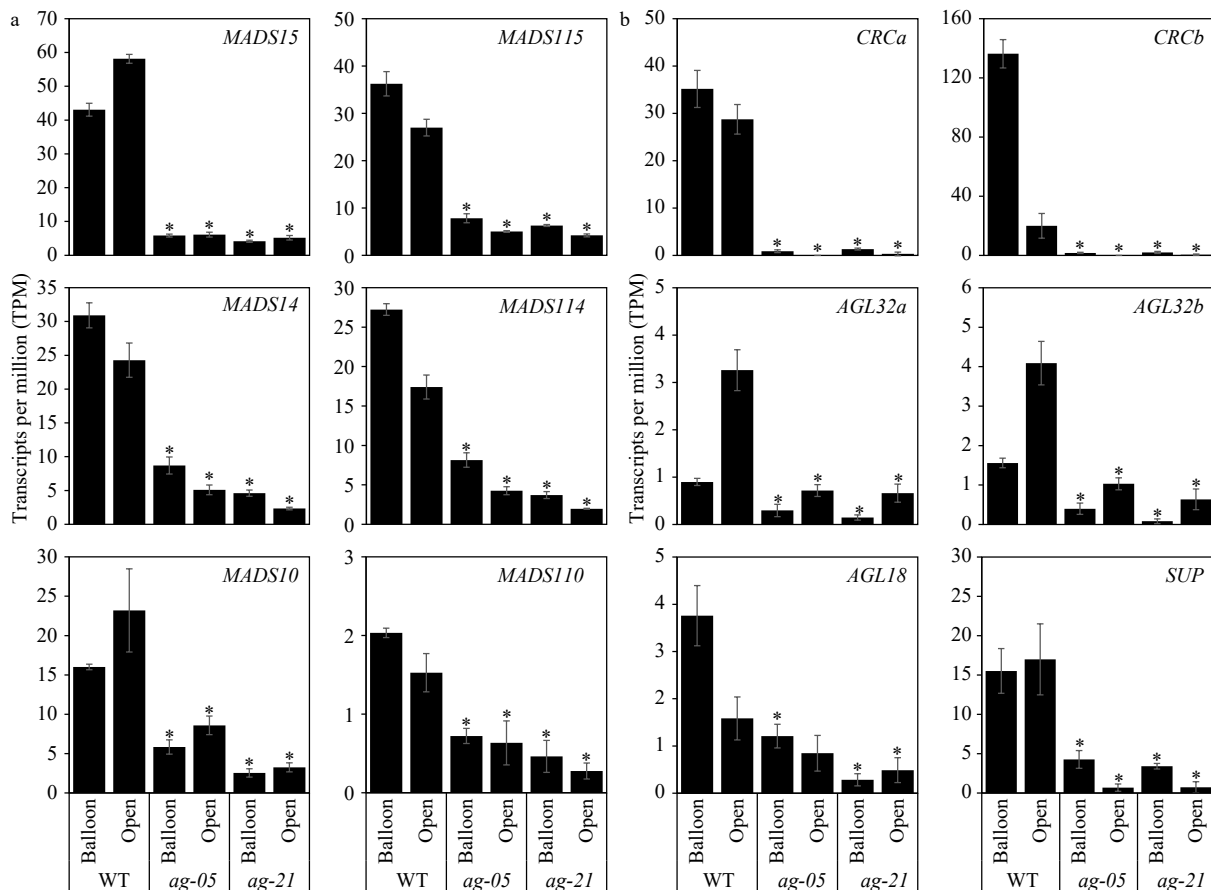 a
MADS15
70
60
50
40
30
20
10
0
* * * *
MADS115
50
40
30
20
10
0
* * * *
b
CRCa
50
40
30
20
10
0
* * * *
CRCb
160
120
80
40
0
* * * *
Transcripts per million (TPM)
MADS14
35
30
25
20
15
10
5
0
* * * *
MADS114
30
25
20
15
10
5
0
* * * *
Transcripts per million (TPM)
AGL32a
5
4
3
2
1
0
* * * *
AGL32b
6
5
4
3
2
1
0
* * * *
MADS10
30
25
20
15
10
5
0
* * * *
MADS110
3
2
1
0
* * * *
AGL18
5
4
3
2
1
0
* * *
SUP
30
25
20
15
10
5
0
* * * *
Balloon Open Balloon Open Balloon Open
WT ag-05 ag-21
Balloon Open Balloon Open Balloon Open
WT ag-05 ag-21
Balloon Open Balloon Open Balloon Open
WT ag-05 ag-21
Balloon Open Balloon Open Balloon Open
WT ag-05 ag-21